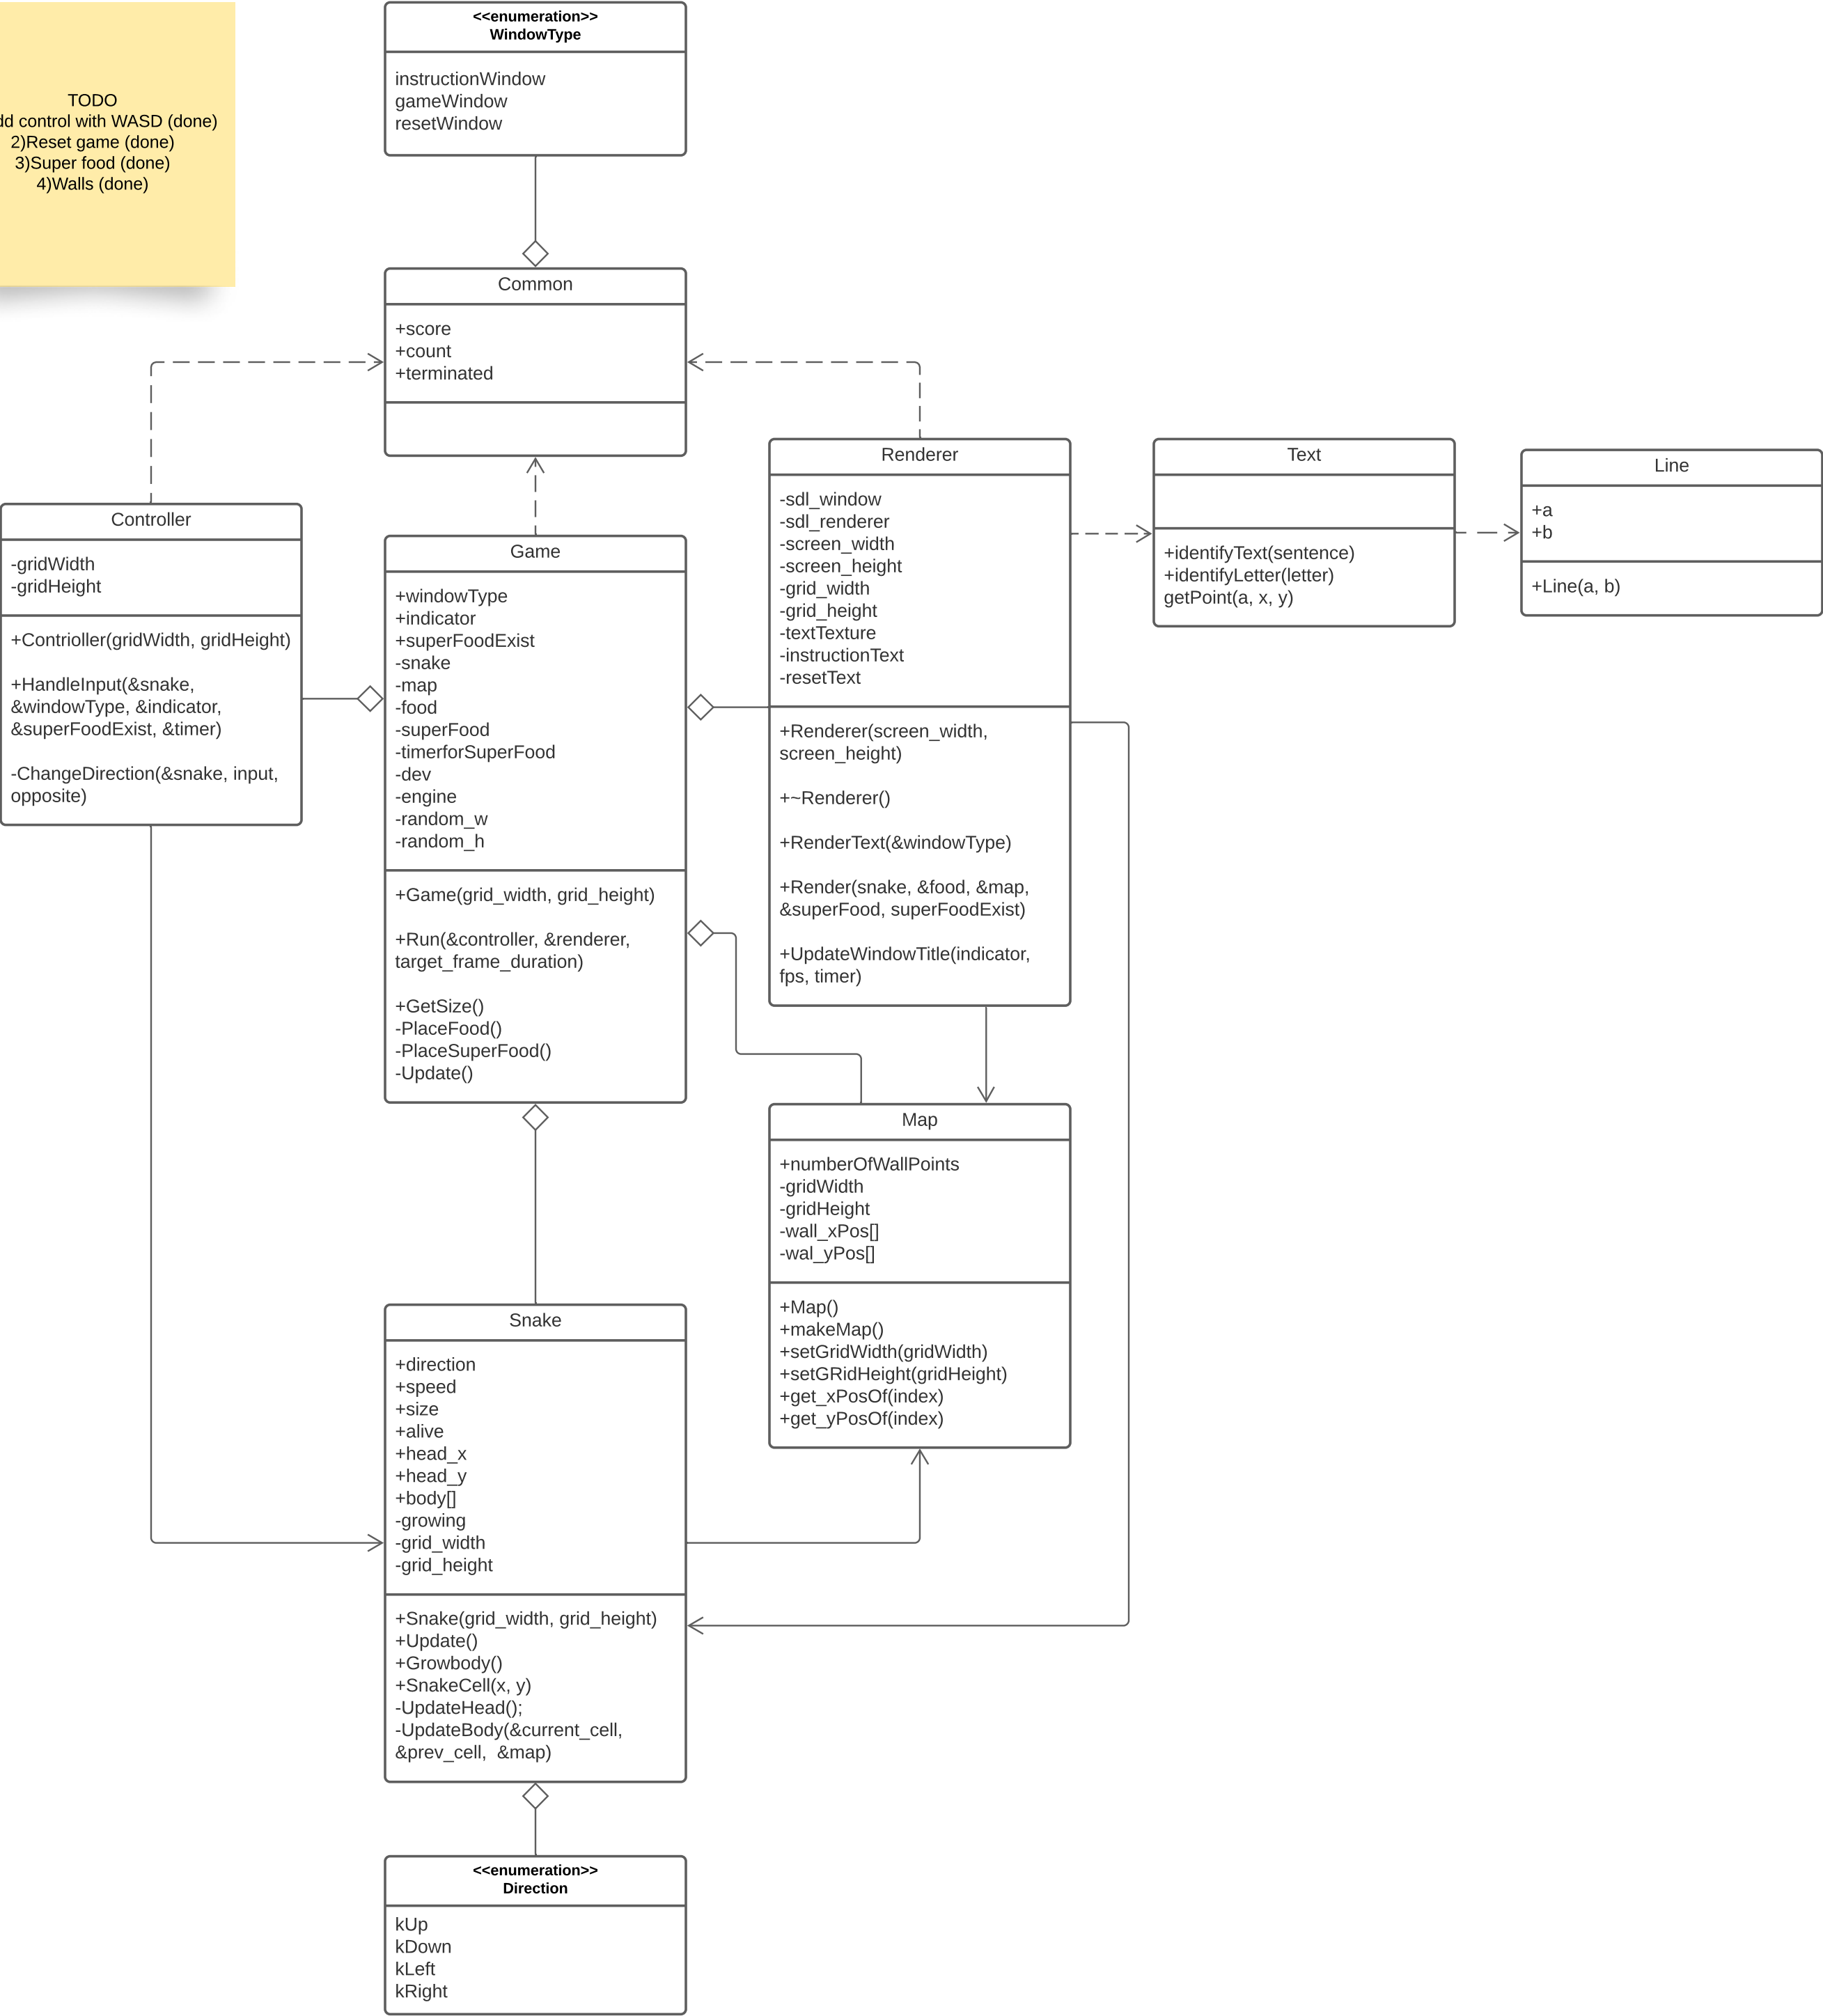 TODO
control with WASD (done)
2)Reset game (done)
3)Super food (done)
4)Walls (done)
<<enumeration>>
WindowType
instructionWindow
gameWindow
resetWindow
Common
+score
+count
+terminated
Controller
-gridWidth
-gridHeight
+Contrioller(gridWidth, gridHeight)
+HandleInput(&snake,
&windowType, &indicator,
&superFoodExist, &timer)
-ChangeDirection(&snake, input,
opposite)
Game
+windowType
+indicator
+superFoodExist
-snake
-map
-food
-superFood
-timerforSuperFood
-dev
-engine
-random_w
-random_h
+Game(grid_width, grid_height)
+Run(&controller, &renderer,
target_frame_duration)
+GetSize()
-PlaceFood()
-PlaceSuperFood()
-Update()
Renderer
-sdl_window
-sdl_renderer
-screen_width
-screen_height
-grid_width
-grid_height
-textTexture
-instructionText
-resetText
+Renderer(screen_width,
screen_height)
+~Renderer()
+RenderText(&windowType)
+Render(snake, &food, &map,
&superFood, superFoodExist)
+UpdateWindowTitle(indicator,
fps, timer)
Text
+identifyText(sentence)
+identifyLetter(letter)
getPoint(a, x, y)
Line
+a
+b
+Line(a, b)
Map
+numberOfWallPoints
-gridWidth
-gridHeight
-wall_xPos[]
-wal_yPos[]
+Map()
+makeMap()
+setGridWidth(gridWidth)
+setGRidHeight(gridHeight)
+get_xPosOf(index)
+get_yPosOf(index)
Snake
+direction
+speed
+size
+alive
+head_x
+head_y
+body[]
-growing
-grid_width
-grid_height
+Snake(grid_width, grid_height)
+Update()
+Growbody()
+SnakeCell(x, y)
-UpdateHead();
-UpdateBody(&current_cell,
&prev_cell,  &map)
<<enumeration>>
Direction
kUp
kDown
kLeft
kRight